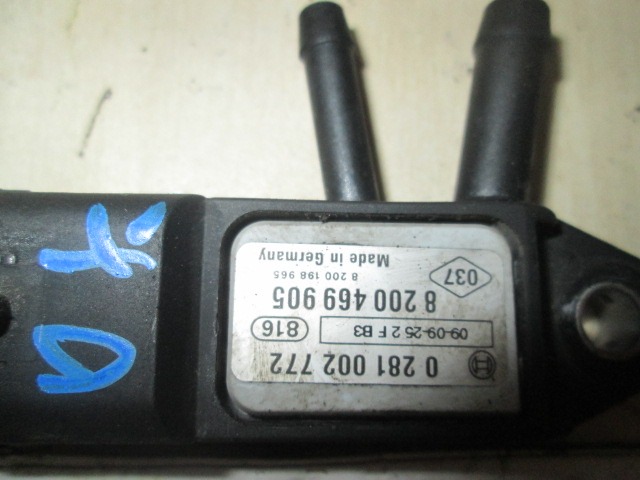 0 281 002 772
09-09-25 2 F B3 816
8 200 469 905
037 8 200 198 965
Made in Germany